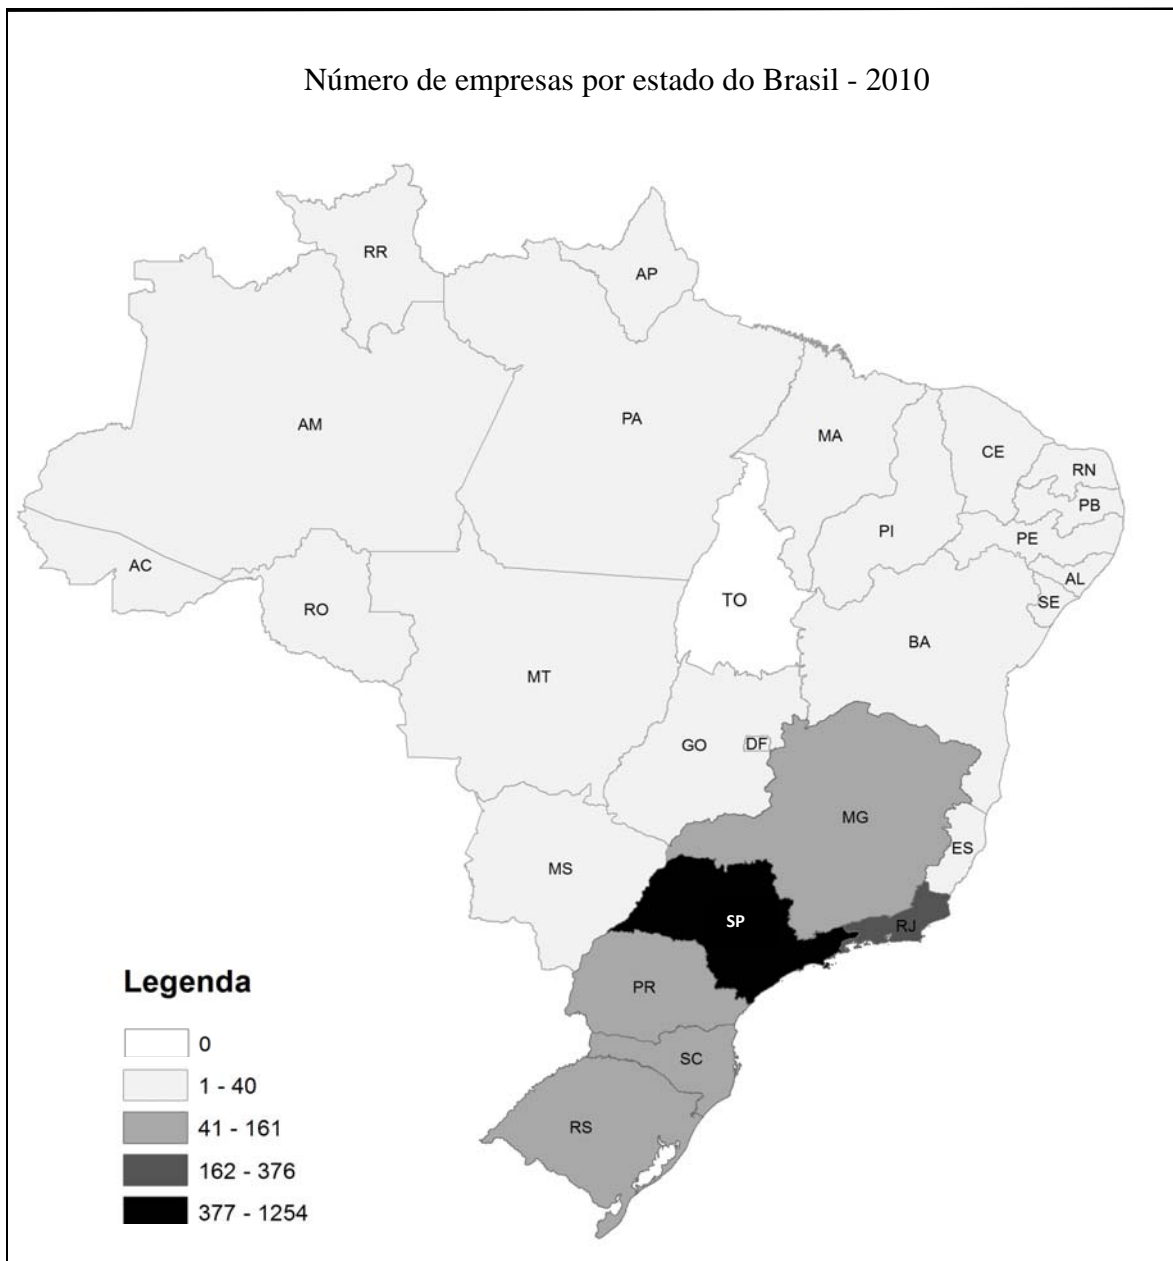 Número de empresas por estado do Brasil - 2010
RR
AP
AM
PA
MA
CE
RN
PB
PI
PE
AC
AL
TO
SE
RO
BA
MT
GO
DF
MG
ES
MS
SP
RJ
PR
SC
RS
Legenda
0
1 - 40
41 - 161
162 - 376
377 - 1254